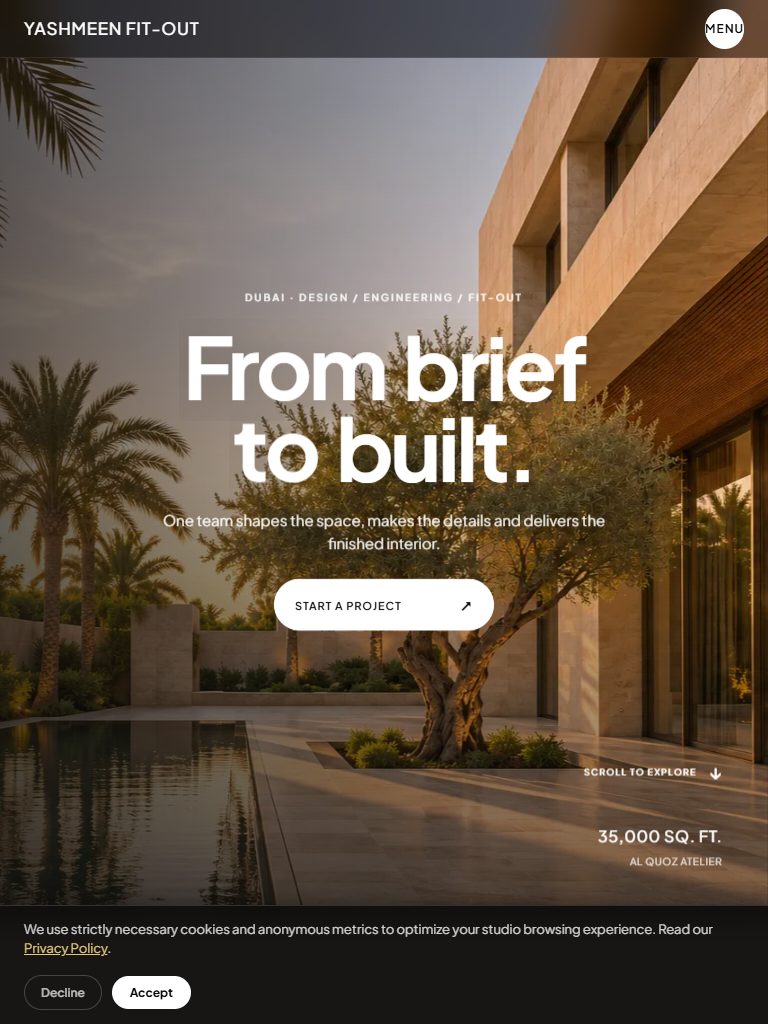 YASHMEEN FIT-OUT
MENU
DUBAI · DESIGN / ENGINEERING / FIT-OUT
From brief
to built.
One team shapes the space, makes the details and delivers the
finished interior.
START A PROJECT ↗
SCROLL TO EXPLORE ↓
35,000 SQ. FT.
AL QUOZ ATELIER
We use strictly necessary cookies and anonymous metrics to optimize your studio browsing experience. Read our
Privacy Policy.
Decline
Accept